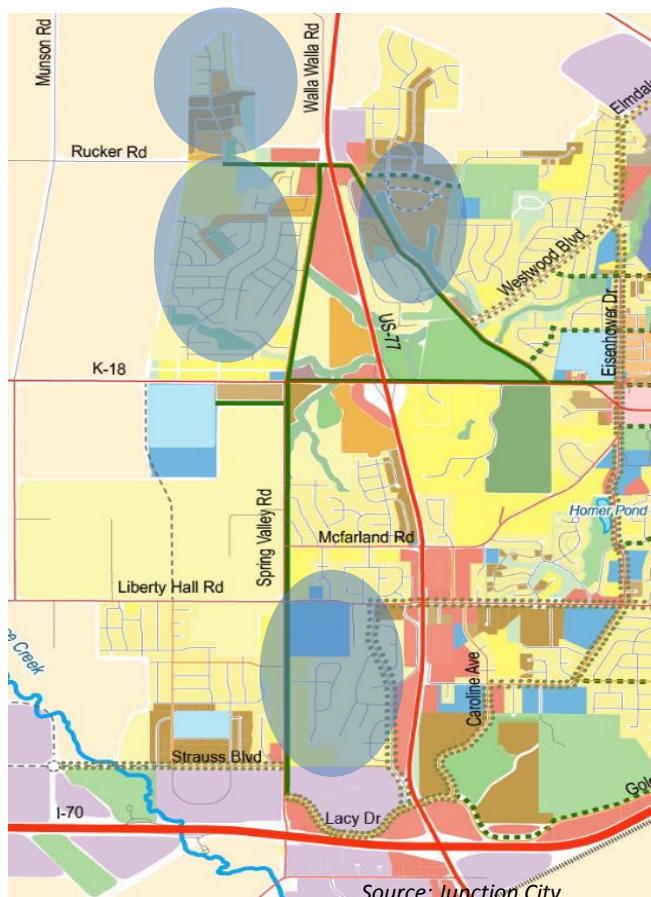 Munson Rd
Walla Walla Rd
Elmdale
Rucker Rd
Westwood Blvd
Eisenhower Dr
US-77
K-18
Spring Valley Rd
Homer Pond
Mcfarland Rd
Liberty Hall Rd
Creek
Caroline Ave
Strauss Blvd
I-70
Lacy Dr
Source: Junction City